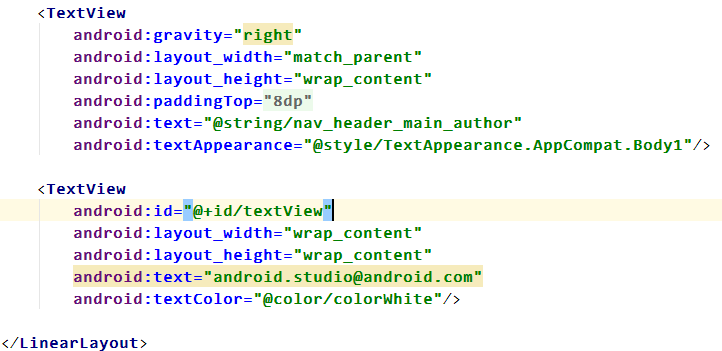 <TextView
android:gravity="right"
android:layout_width="match_parent"
android:layout_height="wrap_content"
android:paddingTop="8dp"
android:text="@string/nav_header_main_author"
android:textAppearance="@style/TextAppearance.AppCompat.Body1"/>
<TextView
android:id="@+id/textView"
android:layout_width="wrap_content"
android:layout_height="wrap_content"
android:text="android.studio@android.com"
android:textColor="@color/colorWhite"/>
</LinearLayout>